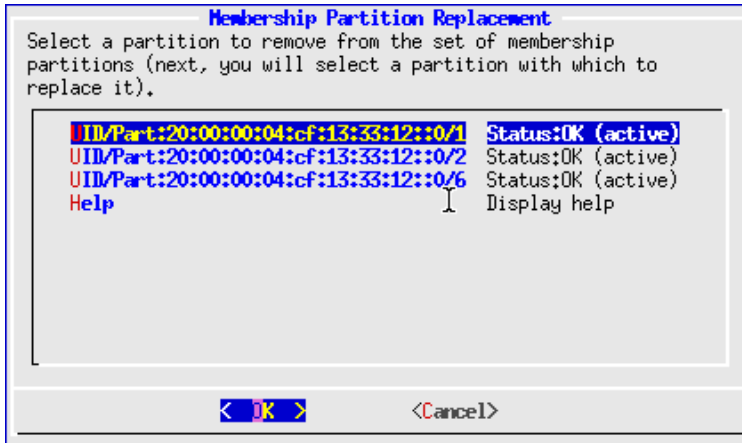 Membership Partition Replacement
Select a partition to remove from the set of membership
partitions (next, you will select a partition with which to
replace it).
UID/Part:20:00:00:04:cf:13:33:12::0/1 Status:OK (active)
UID/Part:20:00:00:04:cf:13:33:12::0/2 Status:OK (active)
UID/Part:20:00:00:04:cf:13:33:12::0/6 Status:OK (active)
Help Display help
< OK > <Cancel>